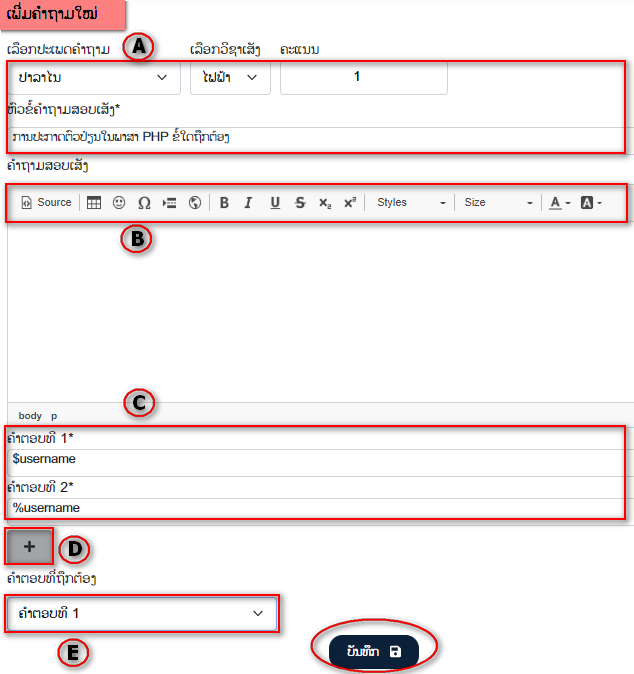 ເພີ່ມຄຳຖາມໃໝ່
ເລືອກປະເພດຄຳຖາມ A ເລືອກວິຊາເສັງ ຄະແນນ
ປາລາໄນ ໄຟຟ້າ 1
ຫົວຂໍ້ຄຳຖາມສອບເສັງ*
ການປະກາດຕົວປ່ຽນໃນພາສາ PHP ຂໍ້ໃດຖືກຕ້ອງ
ຄຳຖາມສອບເສັງ
Source B I U S x₂ x² Styles Size A A
B
C
body p
ຄຳຕອບທີ 1*
$username
ຄຳຕອບທີ 2*
%username
+ D
ຄຳຕອບທີ່ຖືກຕ້ອງ
ຄຳຕອບທີ 1
E ບັນທຶກ